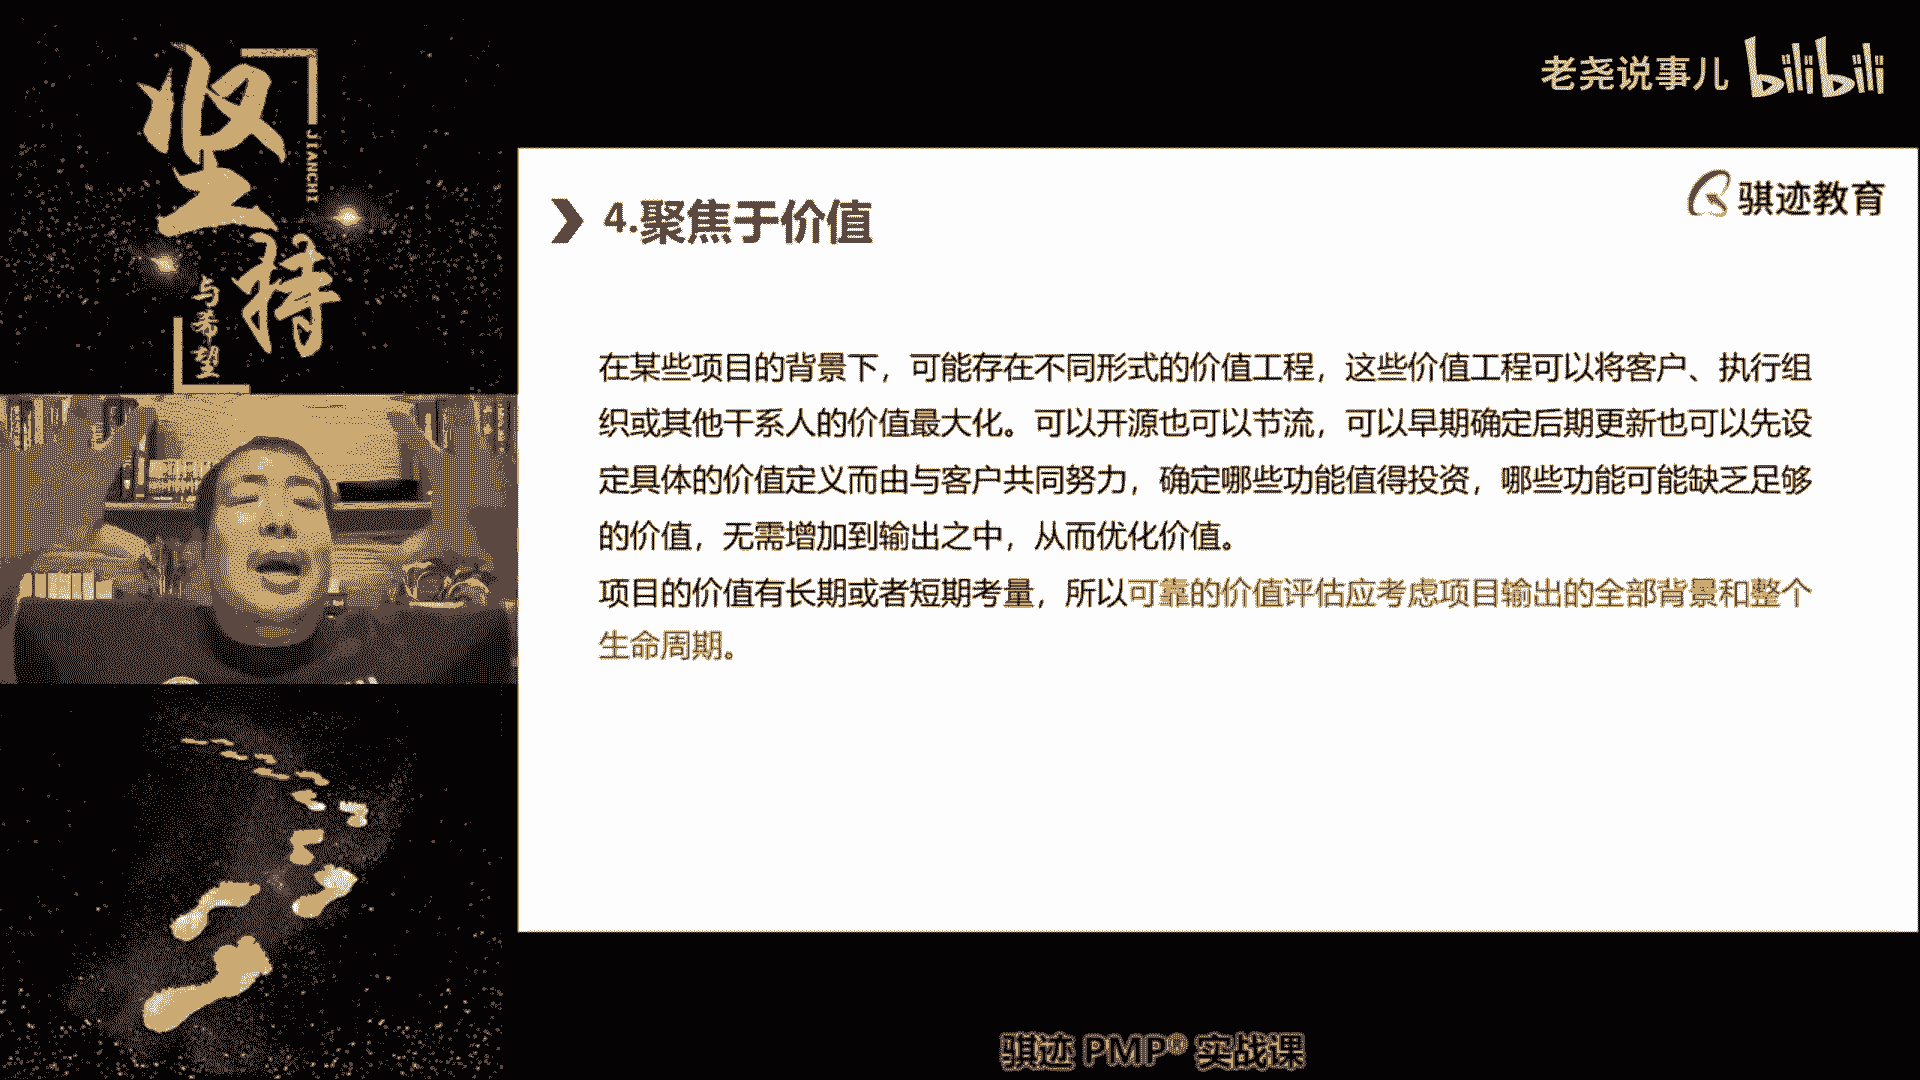 坚持
JIANCHI
与希望
老尧说事儿 bilibili
骐迹教育
4.聚焦于价值
在某些项目的背景下，可能存在不同形式的价值工程，这些价值工程可以将客户、执行组
织或其他干系人的价值最大化。可以开源也可以节流，可以早期确定后期更新也可以先设
定具体的价值定义而由与客户共同努力，确定哪些功能值得投资，哪些功能可能缺乏足够
的价值，无需增加到输出之中，从而优化价值。
项目的价值有长期或者短期考量，所以可靠的价值评估应考虑项目输出的全部背景和整个
生命周期。
骐迹 PMP® 实战课